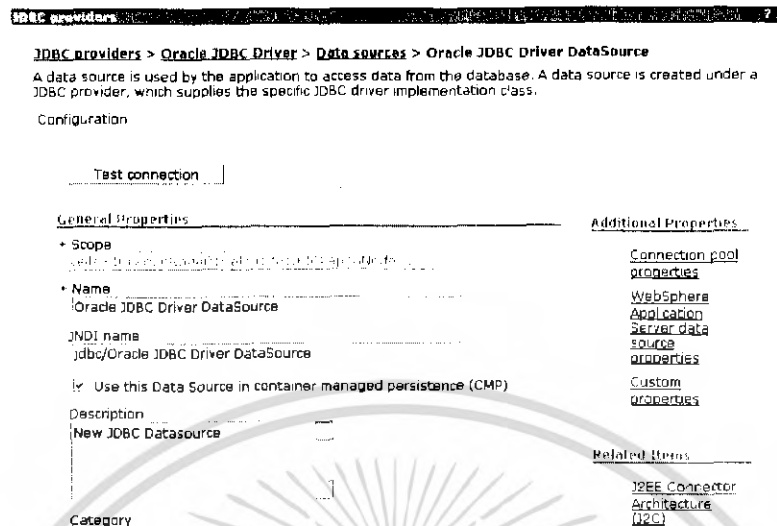 JDBC providers
?
JDBC providers > Oracle JDBC Driver > Data sources > Oracle JDBC Driver DataSource
A data source is used by the application to access data from the database. A data source is created under a
JDBC provider, which supplies the specific JDBC driver implementation class.
Configuration
Test connection
General Properties
* Scope
* Name
Oracle JDBC Driver DataSource
JNDI name
jdbc/Oracle JDBC Driver DataSource
Use this Data Source in container managed persistence (CMP)
Description
New JDBC Datasource
Category
Additional Properties
Connection pool
properties
WebSphere
Application
Server data
source
properties
Custom
properties
Related Items
J2EE Connector
Architecture
(J2C)